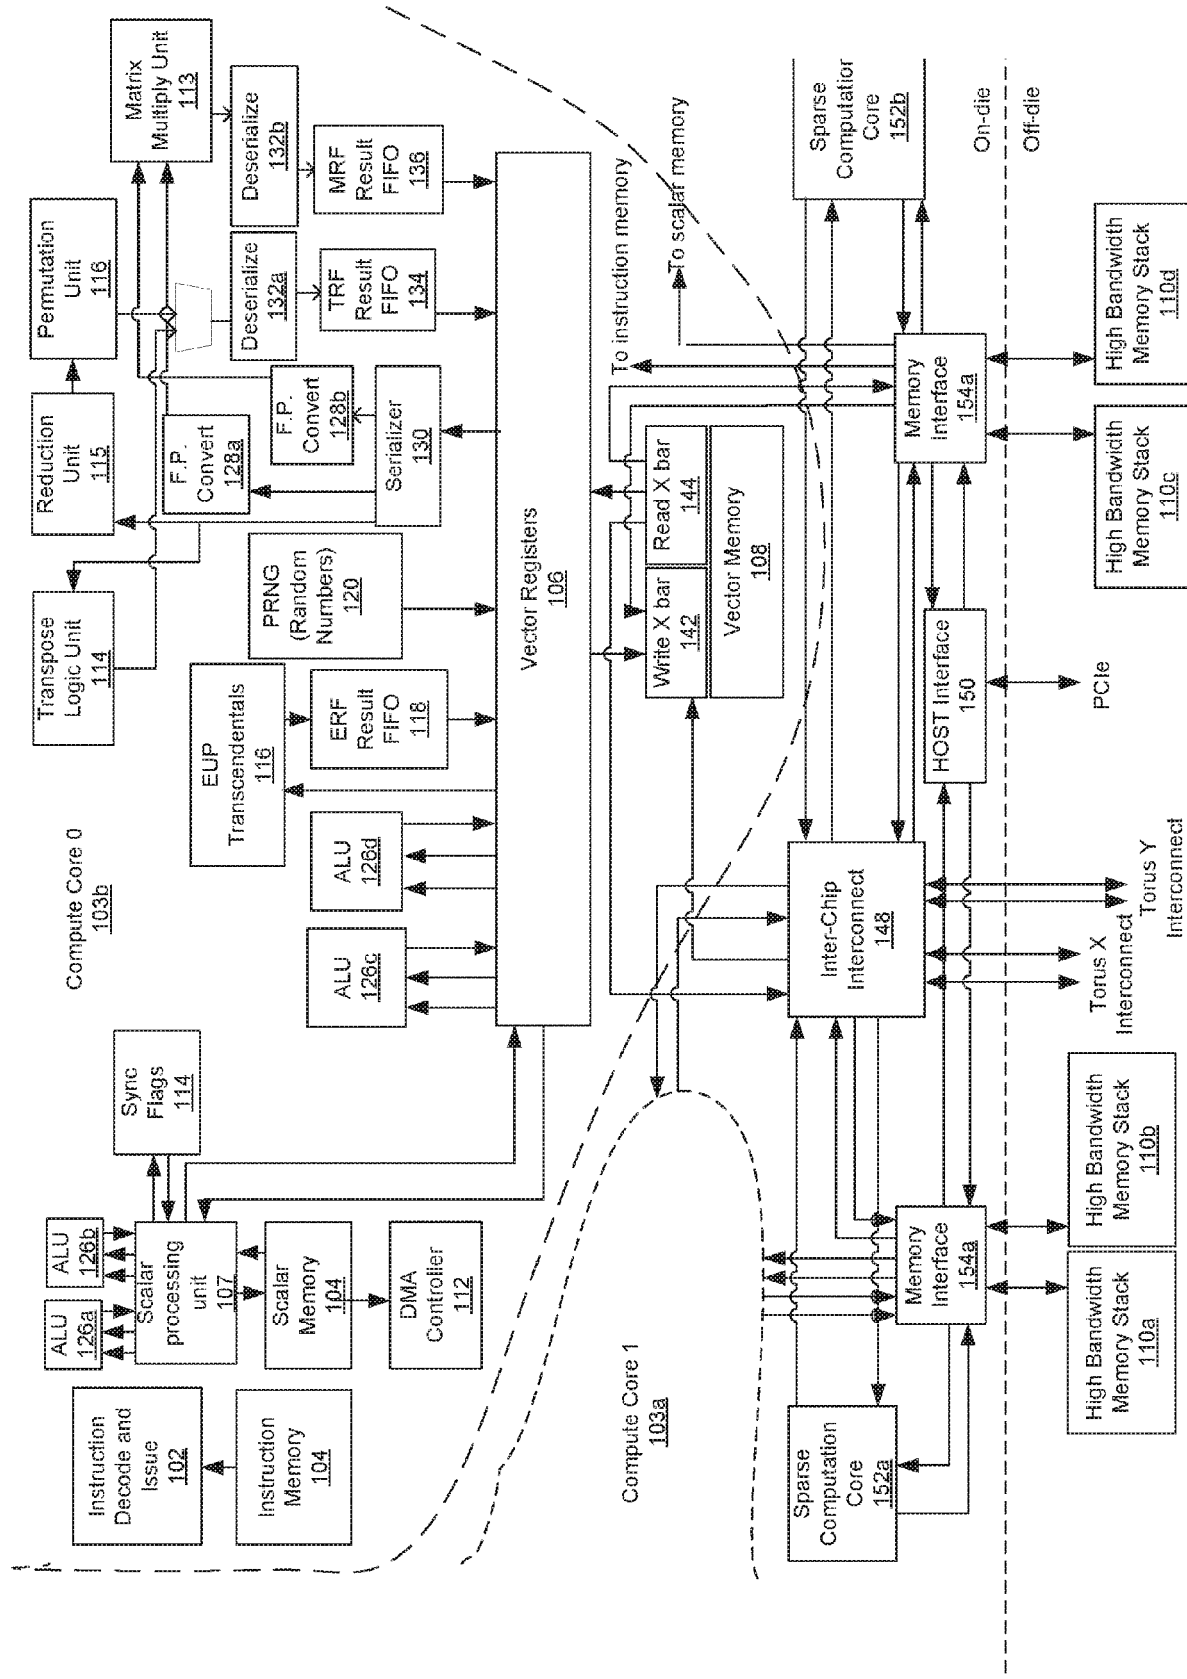 Compute Core 0
103b
Instruction
Decode and
Issue
102
Instruction
Memory
104
ALU
126a
ALU
126b
Scalar
processing
unit
107
Scalar
Memory
104
DMA
Controller
112
Sync
Flags
114
ALU
126c
ALU
126d
EUP
Transcendentals
116
ERF
Result
FIFO
118
PRNG
(Random
Numbers)
120
Transpose
Logic Unit
114
Reduction
Unit
115
Permutation
Unit
116
Matrix
Multiply Unit
113
F.P.
Convert
128a
F.P.
Convert
128b
Serializer
130
Deserialize
132a
Deserialize
132b
TRF
Result
FIFO
134
MRF
Result
FIFO
136
Vector Registers
106
Write X bar
142
Read X bar
144
Vector Memory
108
To instruction memory
To scalar memory
Compute Core 1
103a
Sparse
Computation
Core
152a
Inter-Chip
Interconnect
148
Sparse
Computation
Core
152b
Memory
Interface
154a
HOST Interface
150
Memory
Interface
154a
On-die
Off-die
High Bandwidth
Memory Stack
110a
High Bandwidth
Memory Stack
110b
Torus X
Interconnect
Torus Y
Interconnect
PCIe
High Bandwidth
Memory Stack
110c
High Bandwidth
Memory Stack
110d